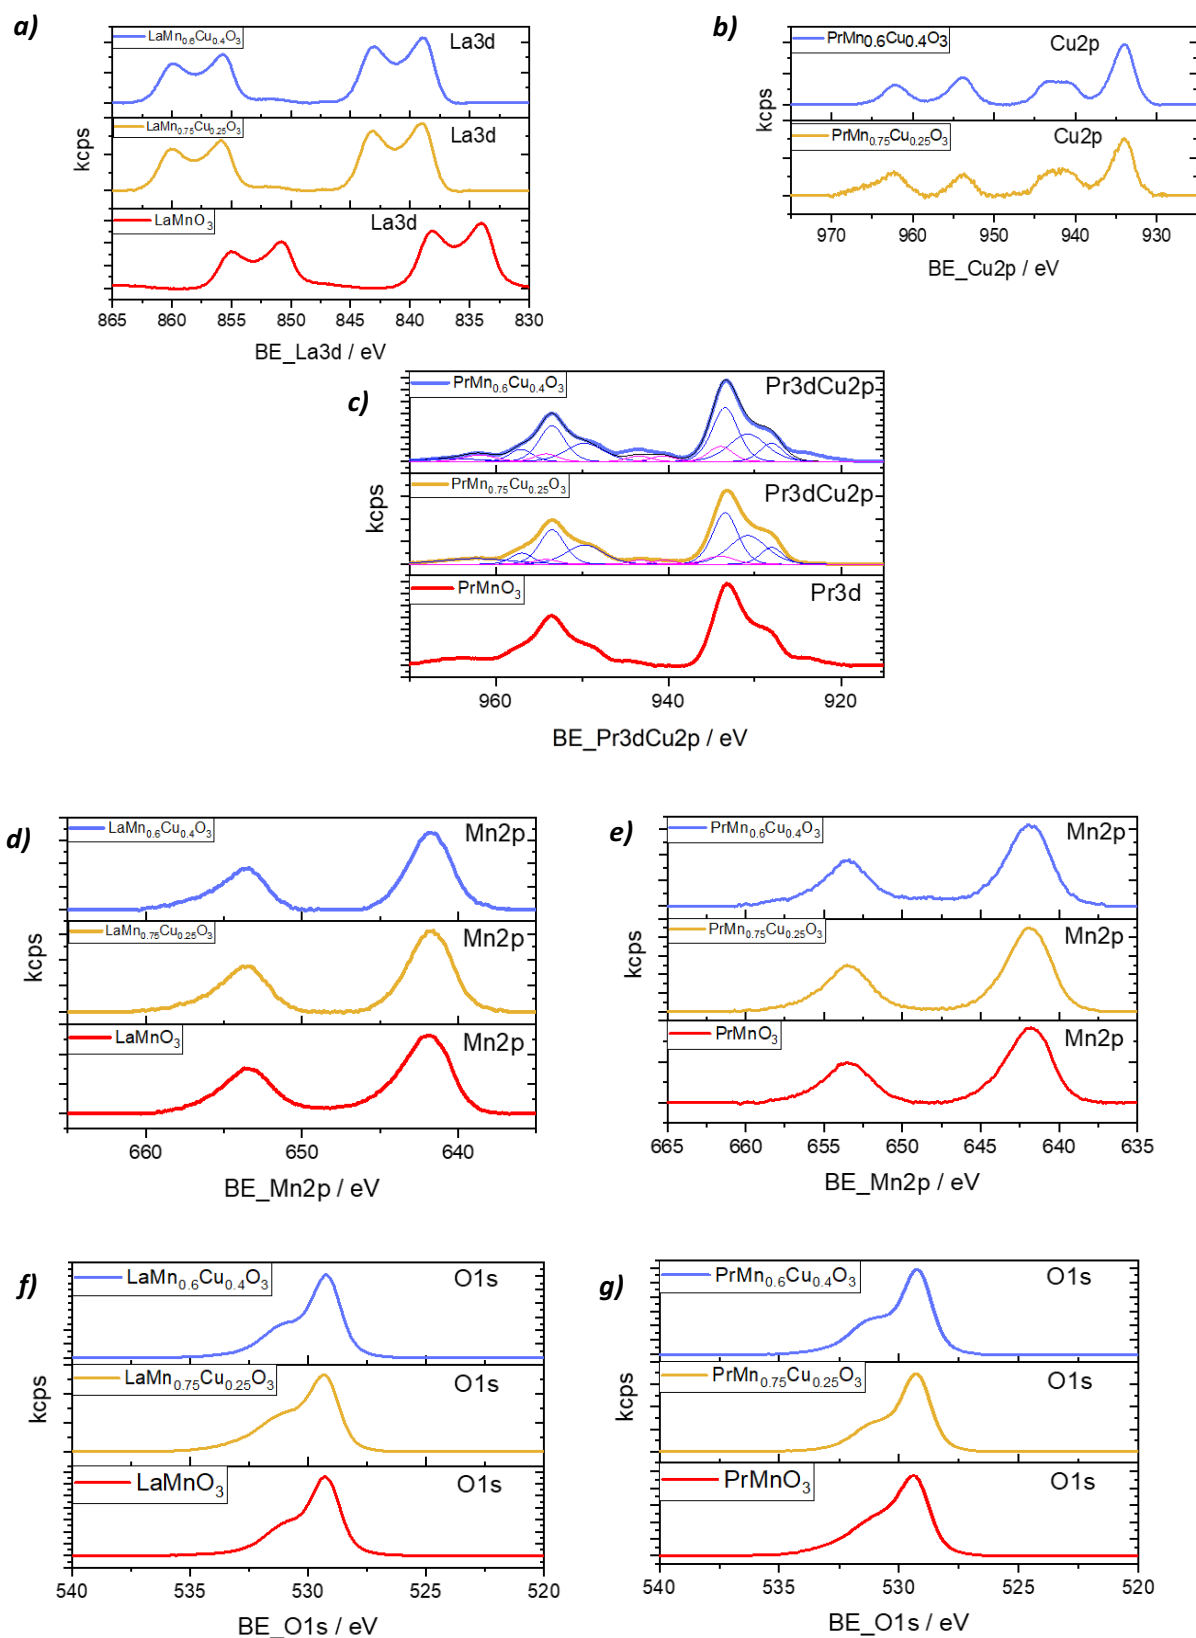 a)
LaMn0.6Cu0.4O3
La3d
LaMn0.75Cu0.25O3
La3d
LaMnO3
La3d
kcps
865 860 855 850 845 840 835 830
BE_La3d / eV
b)
PrMn0.6Cu0.4O3
Cu2p
PrMn0.75Cu0.25O3
Cu2p
kcps
970 960 950 940 930
BE_Cu2p / eV
c)
PrMn0.6Cu0.4O3
Pr3dCu2p
PrMn0.75Cu0.25O3
Pr3dCu2p
PrMnO3
Pr3d
kcps
960 940 920
BE_Pr3dCu2p / eV
d)
LaMn0.6Cu0.4O3
Mn2p
LaMn0.75Cu0.25O3
Mn2p
LaMnO3
Mn2p
kcps
660 650 640
BE_Mn2p / eV
e)
PrMn0.6Cu0.4O3
Mn2p
PrMn0.75Cu0.25O3
Mn2p
PrMnO3
Mn2p
kcps
665 660 655 650 645 640 635
BE_Mn2p / eV
f)
LaMn0.6Cu0.4O3
O1s
LaMn0.75Cu0.25O3
O1s
LaMnO3
O1s
kcps
540 535 530 525 520
BE_O1s / eV
g)
PrMn0.6Cu0.4O3
O1s
PrMn0.75Cu0.25O3
O1s
PrMnO3
O1s
kcps
540 535 530 525 520
BE_O1s / eV